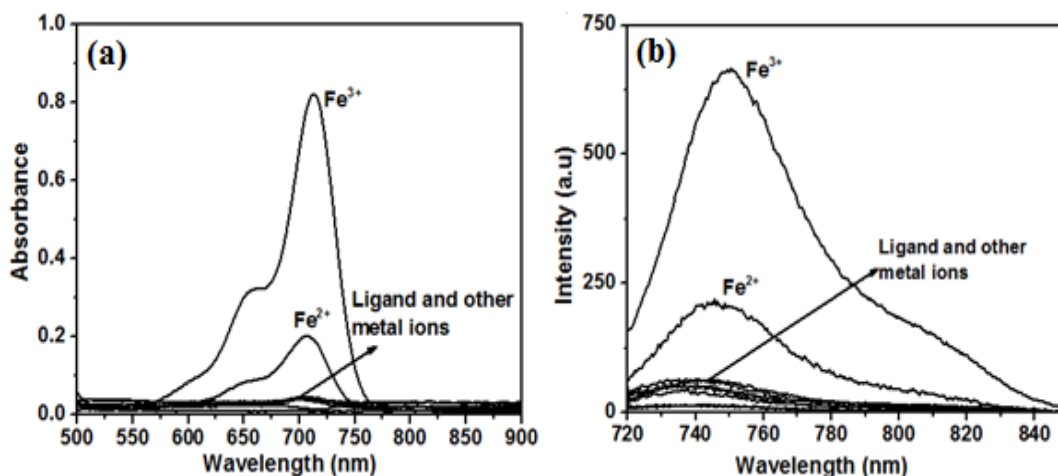 (a)
Absorbance
1.0
0.8
0.6
0.4
0.2
0.0
Fe³⁺
Ligand and other
metal ions
Fe²⁺
500 550 600 650 700 750 800 850 900
Wavelength (nm)
(b)
Intensity (a.u)
750
500
250
0
Fe³⁺
Ligand and other
metal ions
Fe²⁺
720 740 760 780 800 820 840
Wavelength (nm)